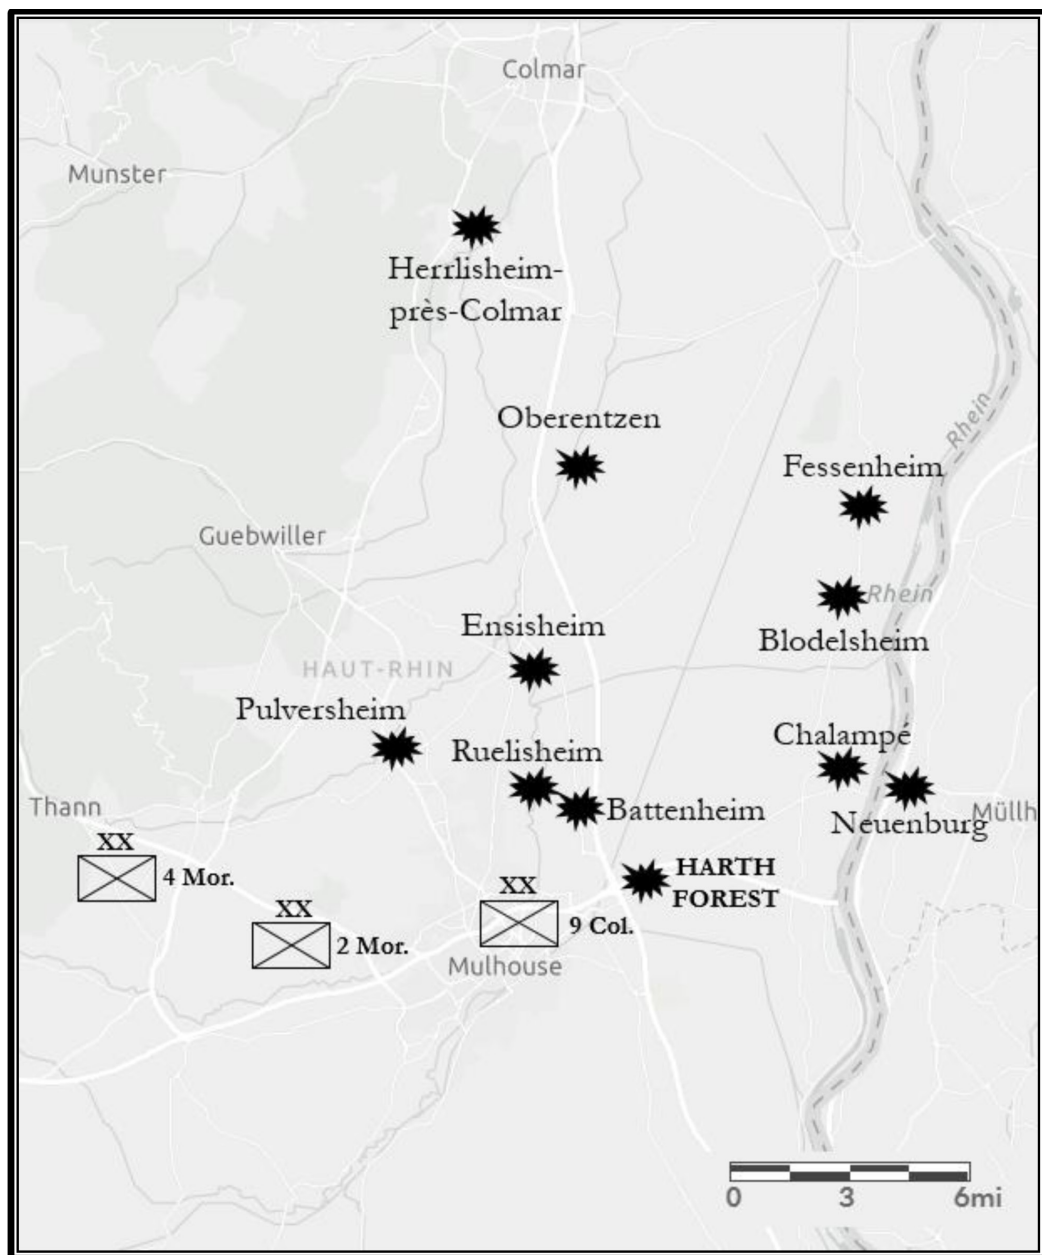 Colmar
Munster
Herrlisheim-
près-Colmar
Rhein
Oberentzen
Fessenheim
Guebwiller
Rhein
Ensisheim
Blodelsheim
HAUT-RHIN
Pulversheim
Chalampé
Ruelisheim
Thann
Battenheim
Neuenburg
Müllh
XX
4 Mor.
HARTH
FOREST
XX
2 Mor.
XX
9 Col.
Mulhouse
0 3 6mi